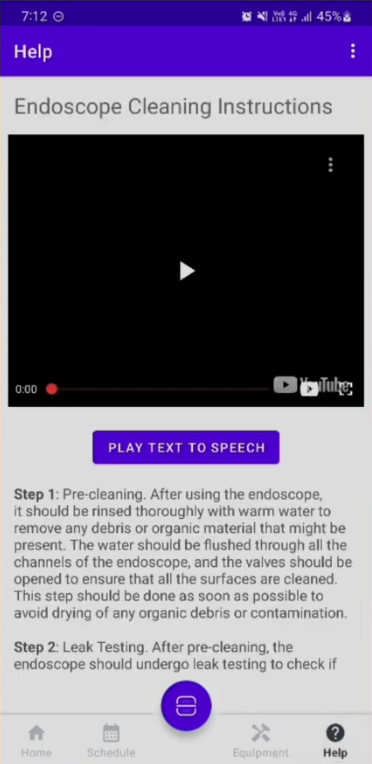 7:12
45%
Help
Endoscope Cleaning Instructions
0:00
YouTube
PLAY TEXT TO SPEECH
Step 1: Pre-cleaning. After using the endoscope,
it should be rinsed thoroughly with warm water to
remove any debris or organic material that might be
present. The water should be flushed through all the
channels of the endoscope, and the valves should be
opened to ensure that all the surfaces are cleaned.
This step should be done as soon as possible to
avoid drying of any organic debris or contamination.
Step 2: Leak Testing. After pre-cleaning, the
endoscope should undergo leak testing to check if
Home
Schedule
Equipment
Help